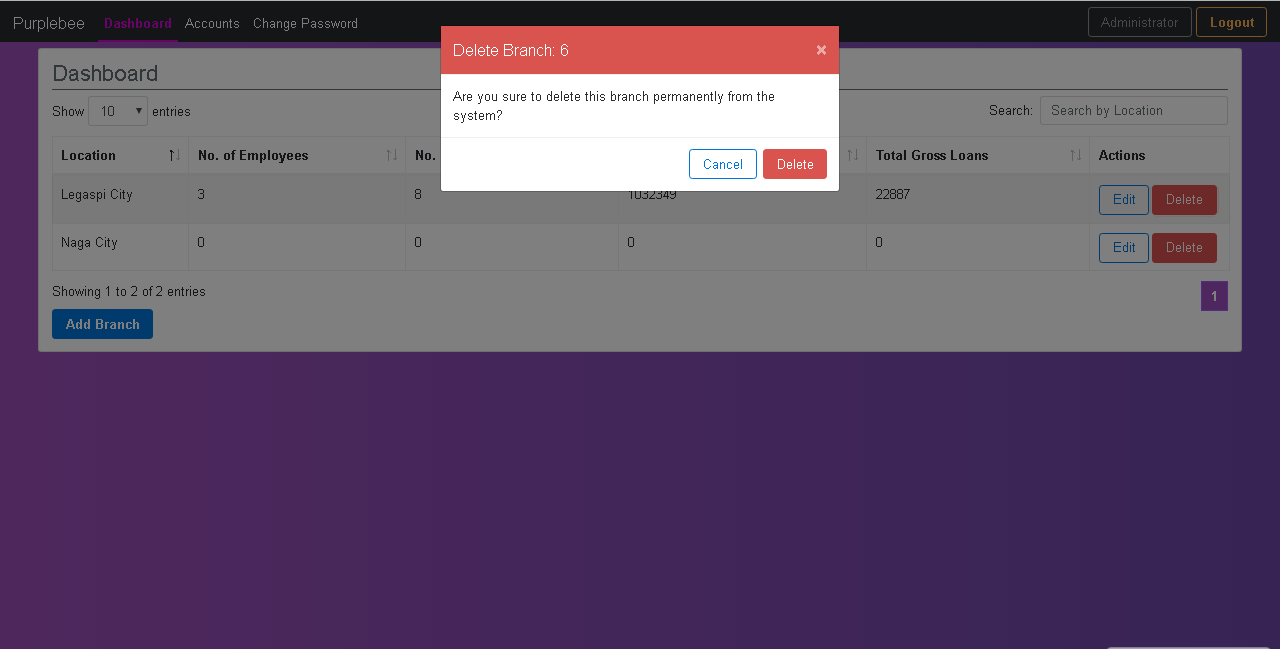 Purplebee Dashboard Accounts Change Password Administrator Logout
Delete Branch: 6 ×
Are you sure to delete this branch permanently from the
system?
Cancel Delete
Dashboard
Show 10 entries Search: Search by Location
Location No. of Employees No. Total Gross Loans Actions
Legaspi City 3 8 1032349 22887 Edit Delete
Naga City 0 0 0 0 Edit Delete
Showing 1 to 2 of 2 entries 1
Add Branch